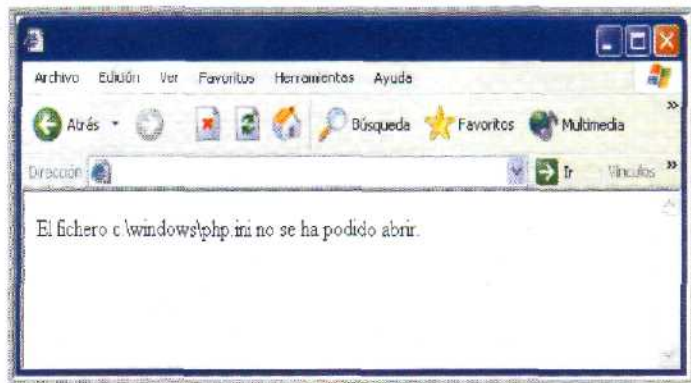 Archivo Edición Ver Favoritos Herramientas Ayuda
Atrás Búsqueda Favoritos Multimedia »
Dirección Ir Vínculos »
El fichero c:\windows\php.ini no se ha podido abrir.